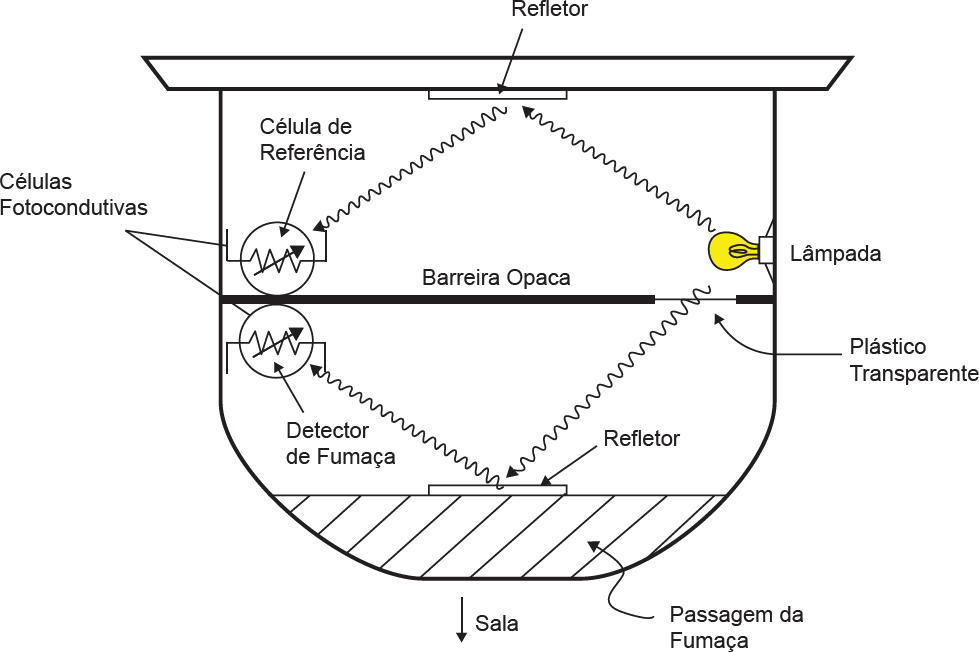 Refletor
Célula de
Referência
Células
Fotocondutivas
Lâmpada
Barreira Opaca
Plástico
Transparente
Detector
de Fumaça
Refletor
Passagem da
Fumaça
Sala